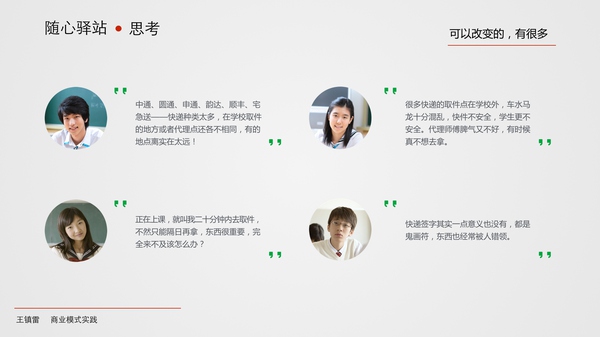 随心驿站 ● 思考
可以改变的，有很多
中通、圆通、申通、韵达、顺丰、宅
急送——快递种类太多，在学校取件
的地方或者代理点还各不相同，有的
地点离实在太远！
很多快递的取件点在学校外，车水马
龙十分混乱，快件不安全，学生更不
安全。代理师傅脾气又不好，有时候
真不想去拿。
正在上课，就叫我二十分钟内去取件，
不然只能隔日再拿，东西很重要，完
全来不及该怎么办？
快递签字其实一点意义也没有，都是
鬼画符，东西也经常被人错领。
王镇雷 商业模式实践